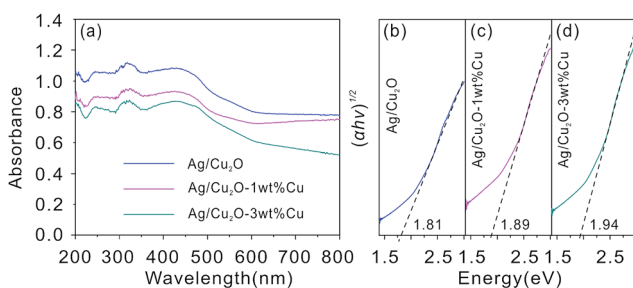 (a)
1.4
1.2
1.0
0.8
0.6
0.4
0.2
0.0
Absorbance
Ag/Cu₂O
Ag/Cu₂O-1wt%Cu
Ag/Cu₂O-3wt%Cu
200 300 400 500 600 700 800
Wavelength(nm)
(b) (c) (d)
(αhν)^1/2
Ag/Cu₂O
Ag/Cu₂O-1wt%Cu
Ag/Cu₂O-3wt%Cu
1.81 1.89 1.94
1.5 2.5 1.5 2.5 1.5 2.5
Energy(eV)